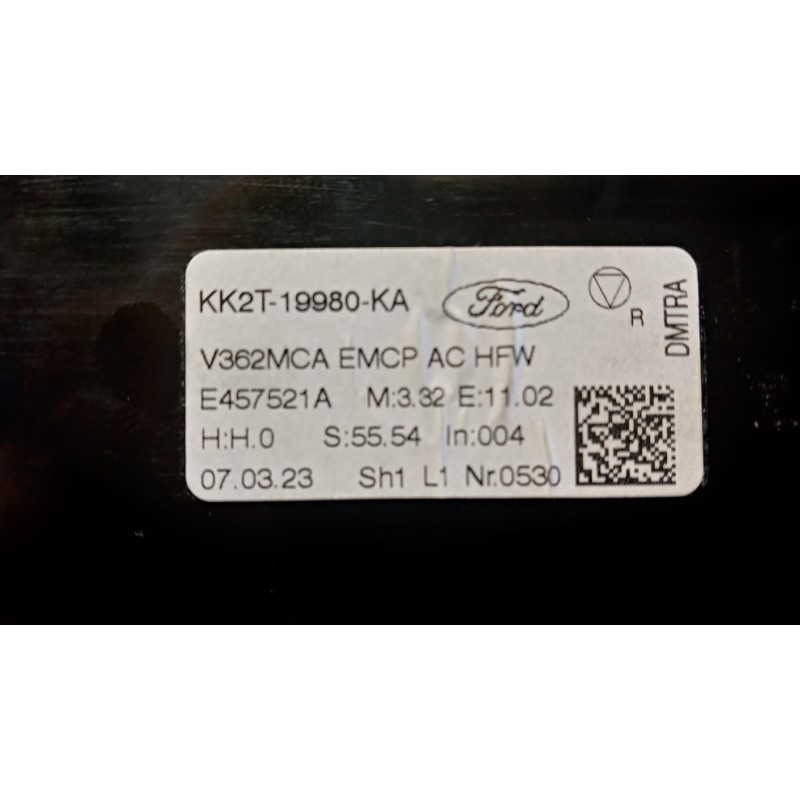 KK2T-19980-KA Ford
R
DMTRA
V362MCA EMCP AC HFW
E457521A M:3.32 E:11.02
H:H.0 S:55.54 In:004
07.03.23 Sh1 L1 Nr.0530